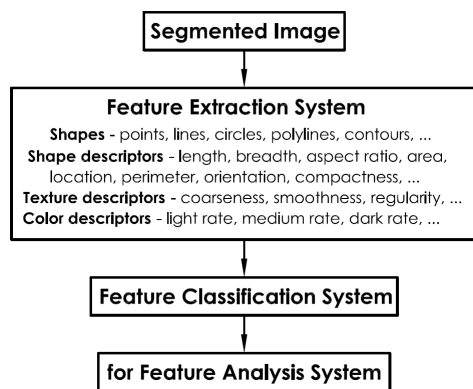 Segmented Image
Feature Extraction System
Shapes - points, lines, circles, polylines, contours, ...
Shape descriptors - length, breadth, aspect ratio, area,
location, perimeter, orientation, compactness, ...
Texture descriptors - coarseness, smoothness, regularity, ...
Color descriptors - light rate, medium rate, dark rate, ...
Feature Classification System
for Feature Analysis System